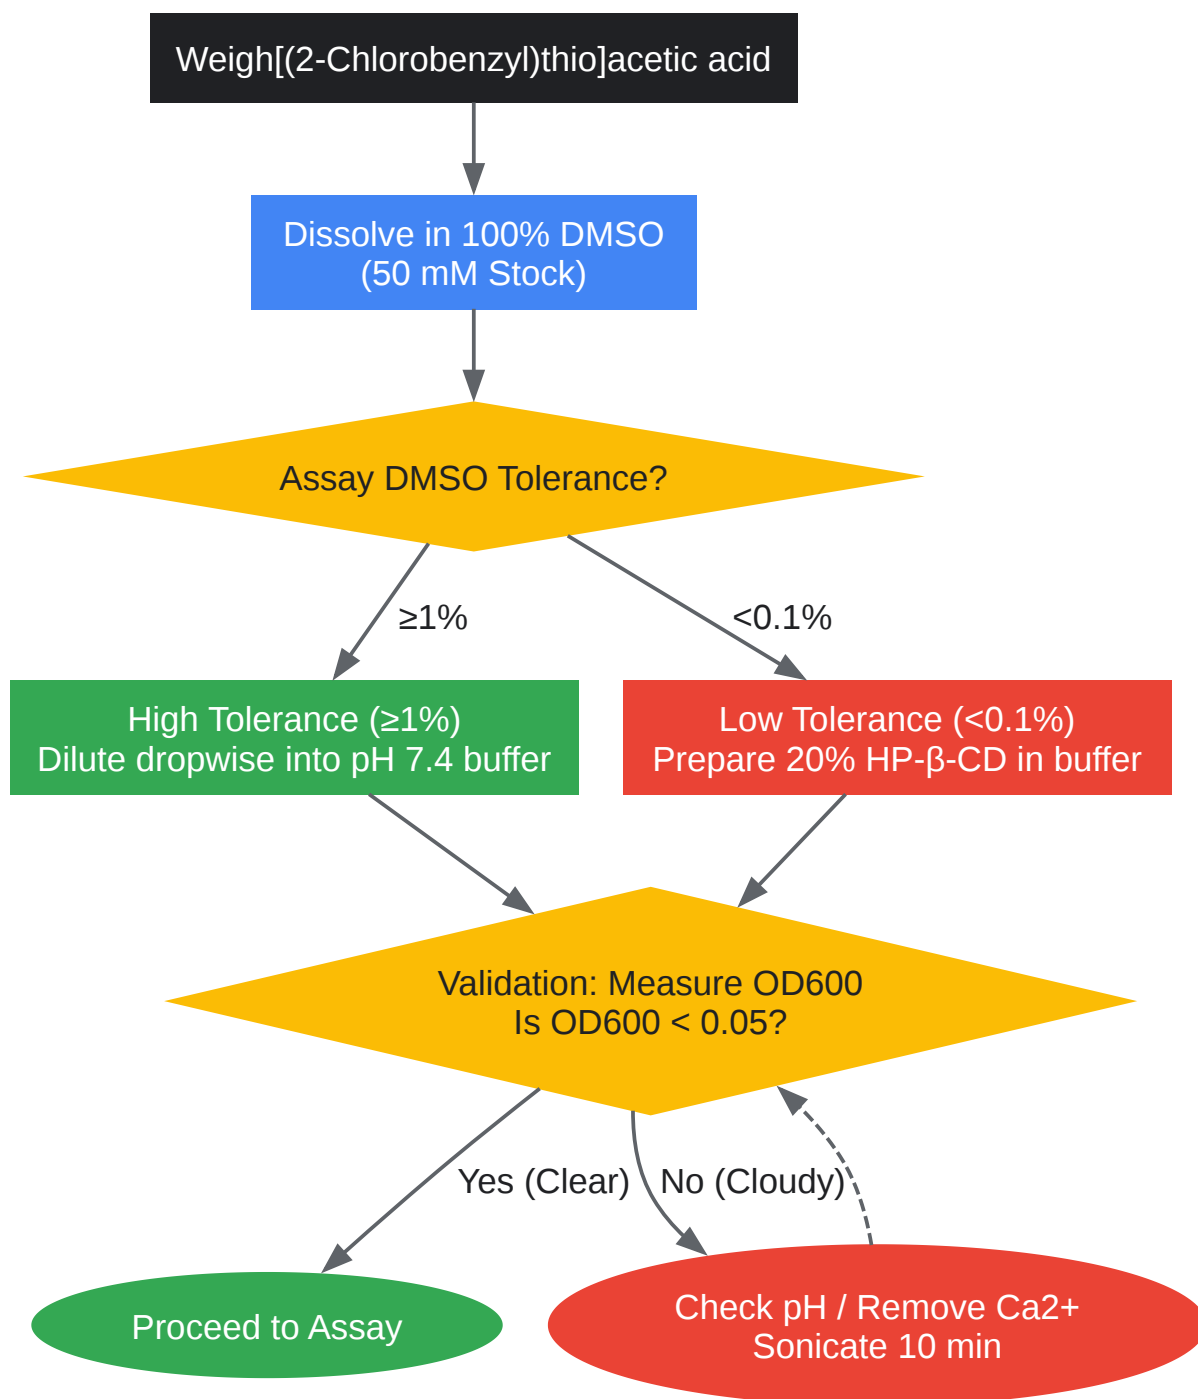 Weigh[(2-Chlorobenzyl)thio]acetic acid
Dissolve in 100% DMSO
(50 mM Stock)
Assay DMSO Tolerance?
≥1%
<0.1%
High Tolerance (≥1%)
Dilute dropwise into pH 7.4 buffer
Low Tolerance (<0.1%)
Prepare 20% HP-β-CD in buffer
Validation: Measure OD600
Is OD600 < 0.05?
Yes (Clear)
No (Cloudy)
Proceed to Assay
Check pH / Remove Ca2+
Sonicate 10 min